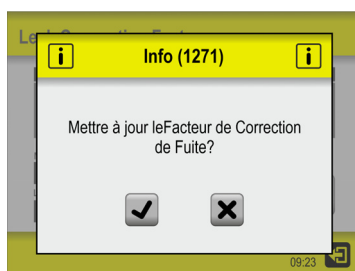 Info (1271)
Mettre à jour leFacteur de Correction
de Fuite?
09:23